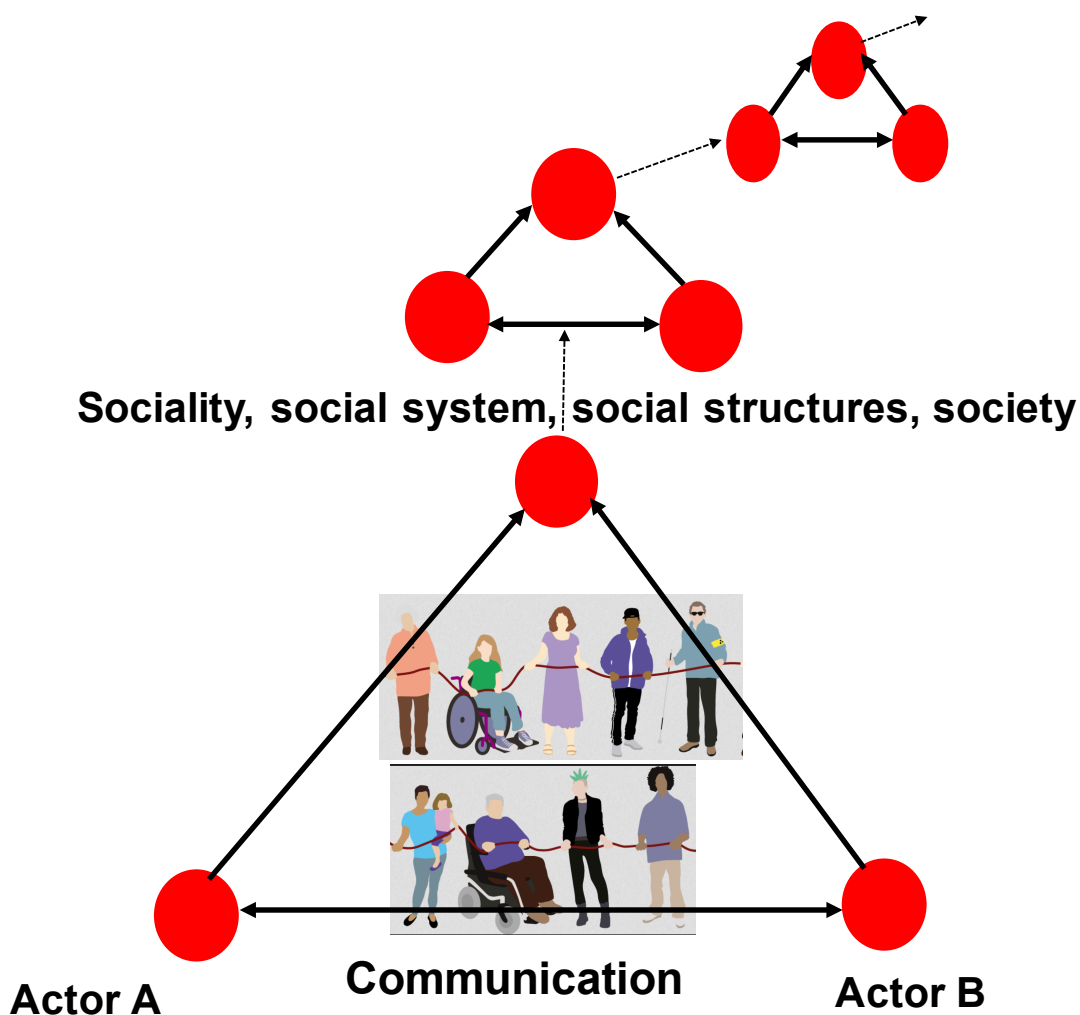 Sociality, social system, social structures, society
Communication
Actor A
Actor B